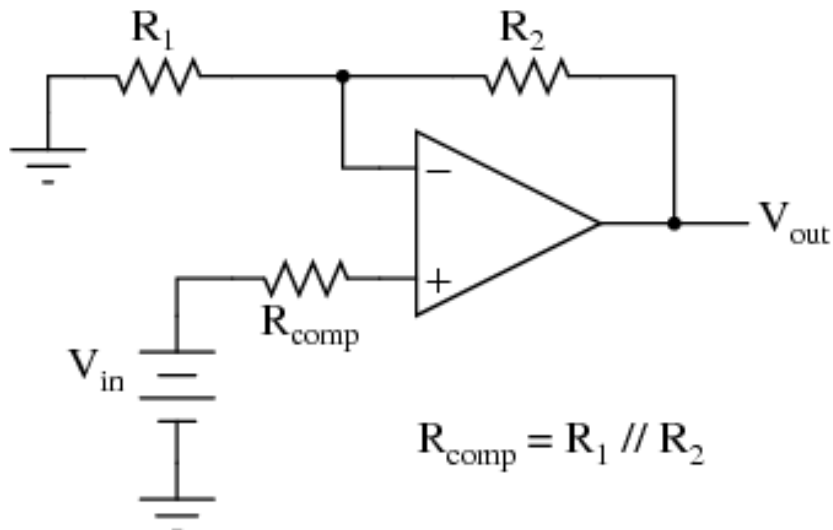 R1
R2
−
Vout
+
Rcomp
Vin
Rcomp = R1 // R2